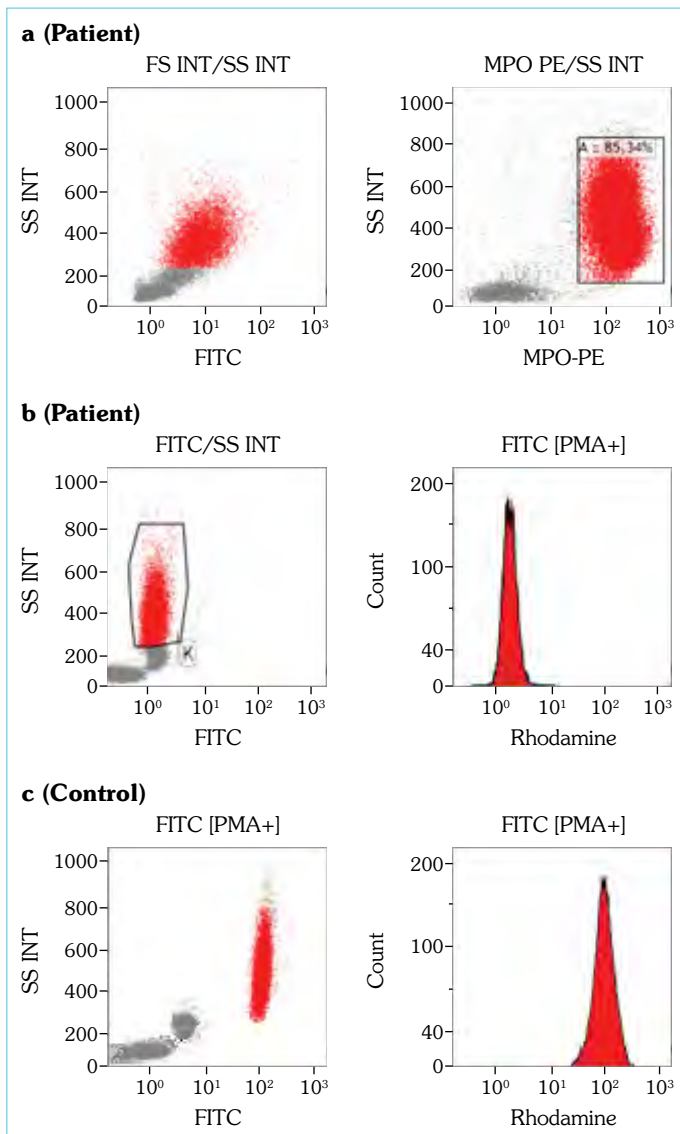 a (Patient)
FS INT/SS INT
MPO PE/SS INT
1000
800
600
400
200
0
SS INT
10⁰ 10¹ 10² 10³
FITC
1000
800
600
400
200
0
SS INT
A : 85,34%
10⁰ 10¹ 10² 10³
MPO-PE
b (Patient)
FITC/SS INT
FITC [PMA+]
1000
800
600
400
200
0
SS INT
K
10⁰ 10¹ 10² 10³
FITC
200
100
40
0
Count
10⁰ 10¹ 10² 10³
Rhodamine
c (Control)
FITC [PMA+]
FITC [PMA+]
1000
800
600
400
200
0
SS INT
10⁰ 10¹ 10² 10³
FITC
200
100
40
0
Count
10⁰ 10¹ 10² 10³
Rhodamine